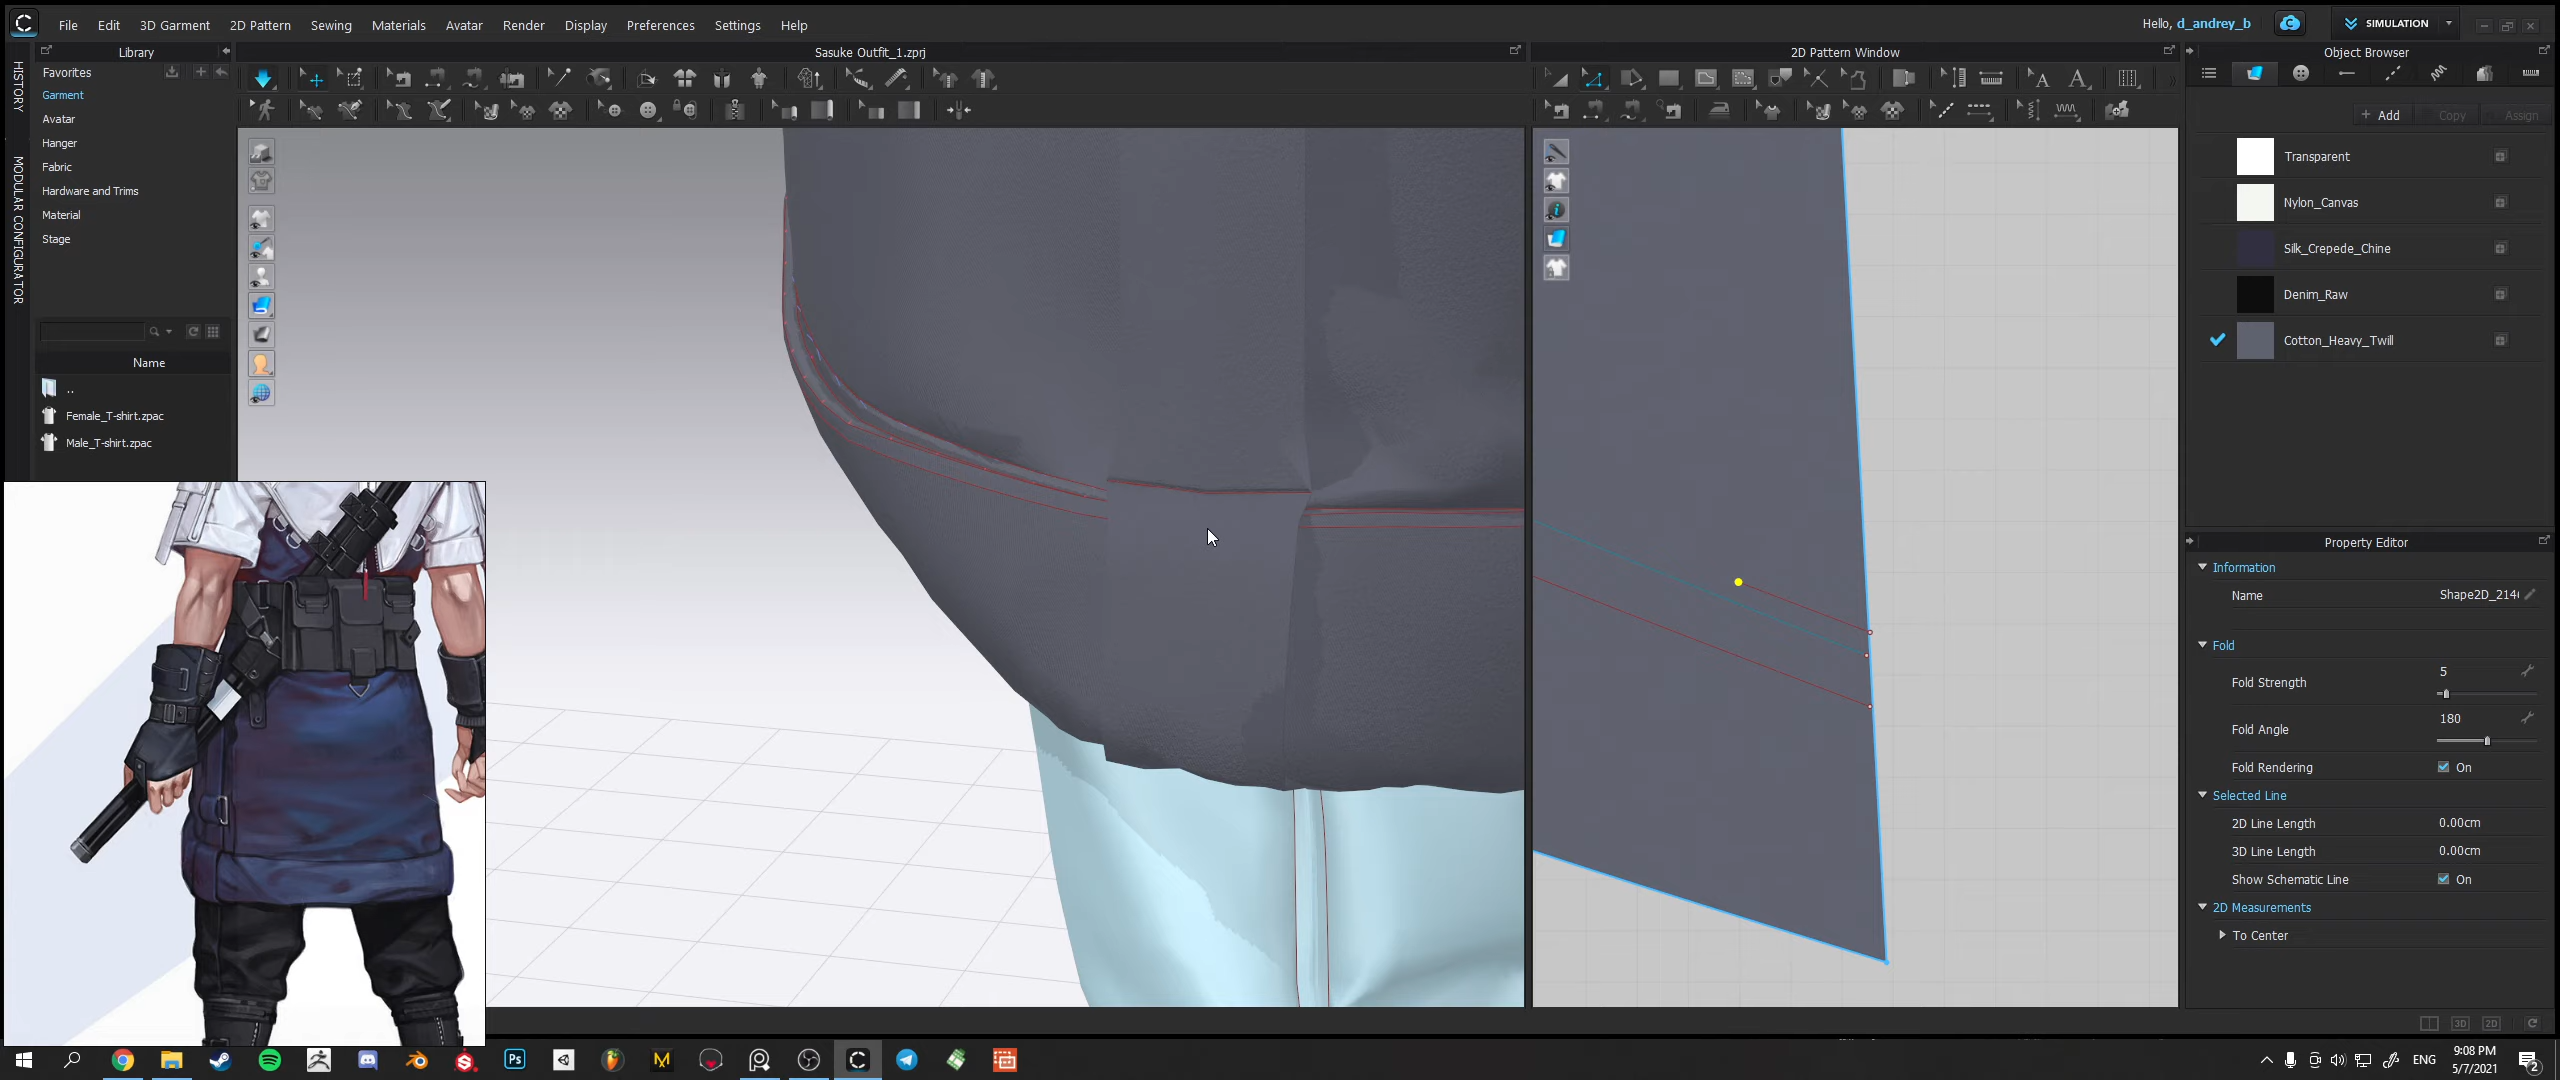 File Edit 3D Garment 2D Pattern Sewing Materials Avatar Render Display Preferences Settings Help
Hello, d_andrey_b
SIMULATION
HISTORY
MODULAR CONFIGURATOR
Library
Favorites
Garment
Avatar
Hanger
Fabric
Hardware and Trims
Material
Stage
Name
..
Female_T-shirt.zpac
Male_T-shirt.zpac
Sasuke Outfit_1.zprj
2D Pattern Window
Object Browser
+ Add Copy Assign
Transparent
Nylon_Canvas
Silk_Crepede_Chine
Denim_Raw
Cotton_Heavy_Twill
Property Editor
Information
Name Shape2D_214
Fold
Fold Strength 5
Fold Angle 180
Fold Rendering On
Selected Line
2D Line Length 0.00cm
3D Line Length 0.00cm
Show Schematic Line On
2D Measurements
To Center
3D 2D
Ps
ENG
9:08 PM
5/7/2021
2